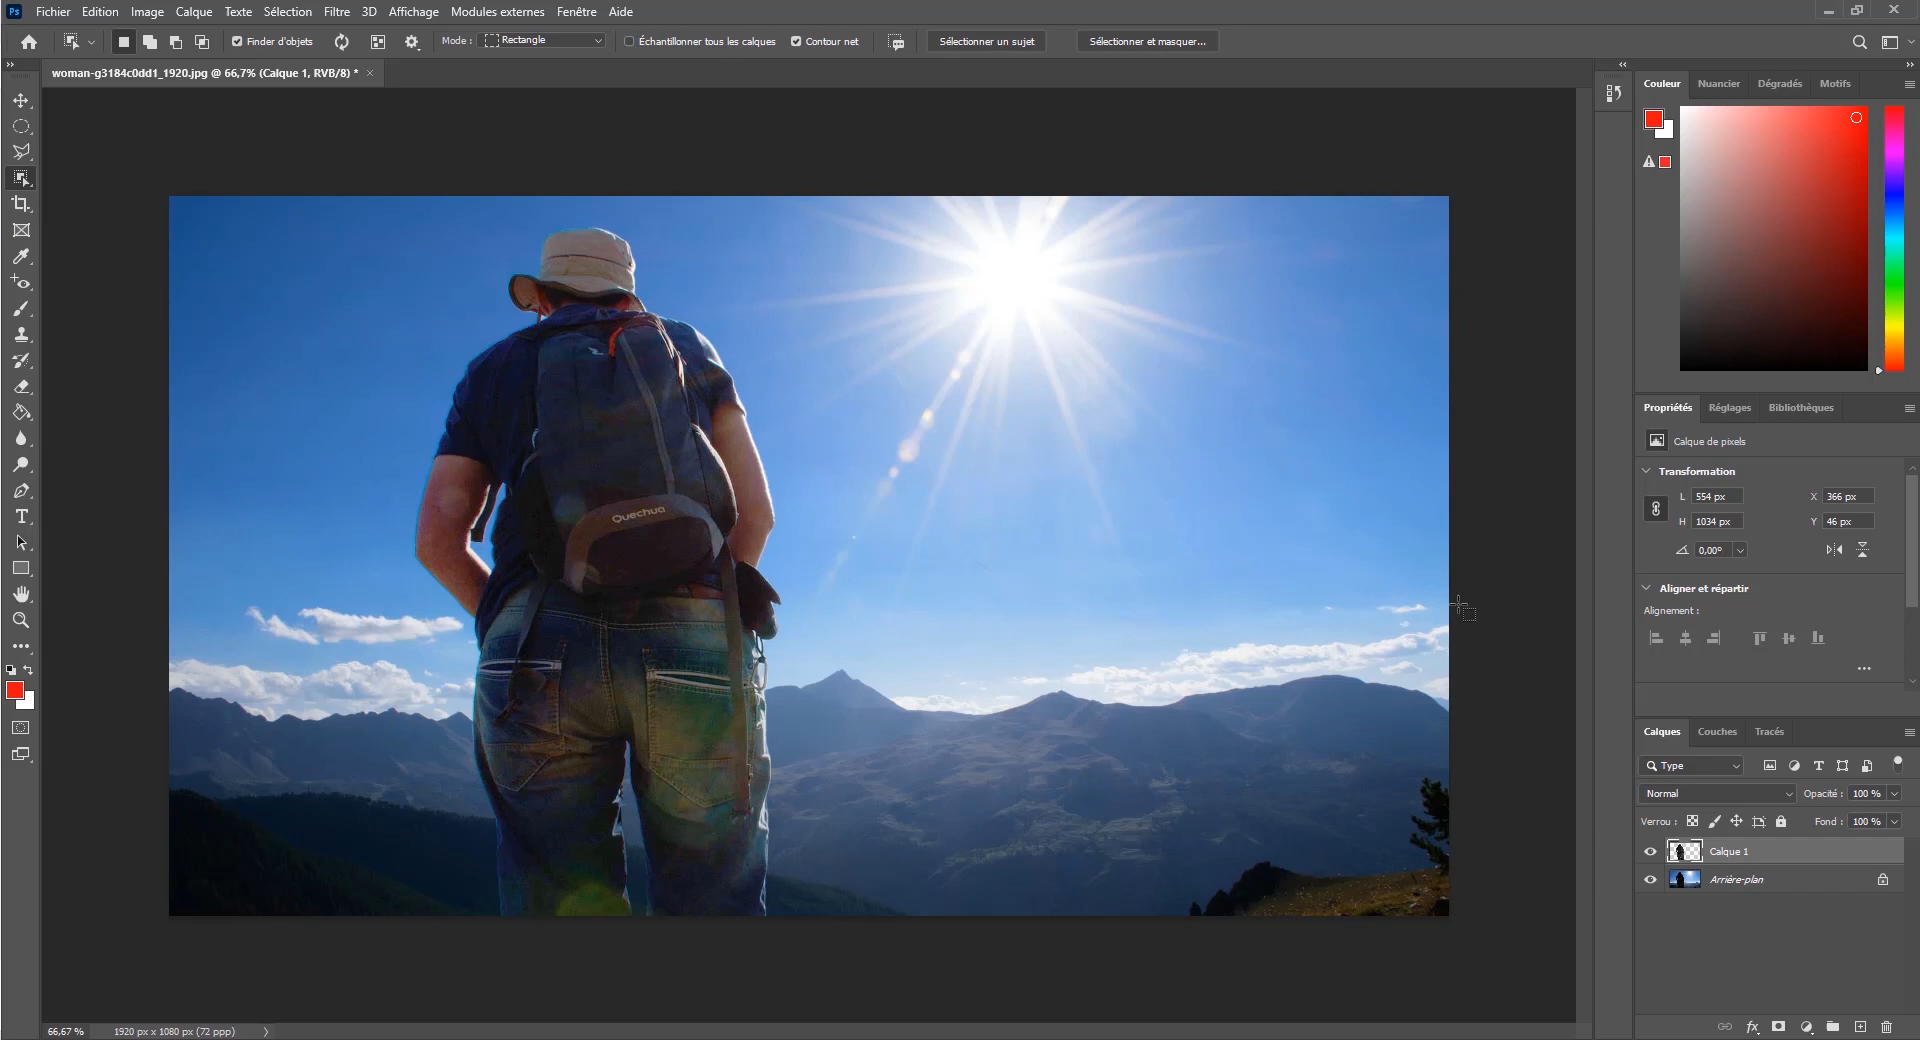 Ps Fichier Edition Image Calque Texte Sélection Filtre 3D Affichage Modules externes Fenêtre Aide
Finder d'objets Mode : Rectangle Échantillonner tous les calques Contour net Sélectionner un sujet Sélectionner et masquer...
woman-g3184c0dd1_1920.jpg @ 66,7% (Calque 1, RVB/8) *
Couleur Nuancier Dégradés Motifs
Quechua
Propriétés Réglages Bibliothèques
Calque de pixels
Transformation
L 554 px X 366 px
H 1034 px Y 46 px
0,00°
Aligner et répartir
Alignement :
Calques Couches Tracés
Type
Normal Opacité : 100 %
Verrou : Fond : 100 %
Calque 1
Arrière-plan
fx
66,67 % 1920 px x 1080 px (72 ppp)